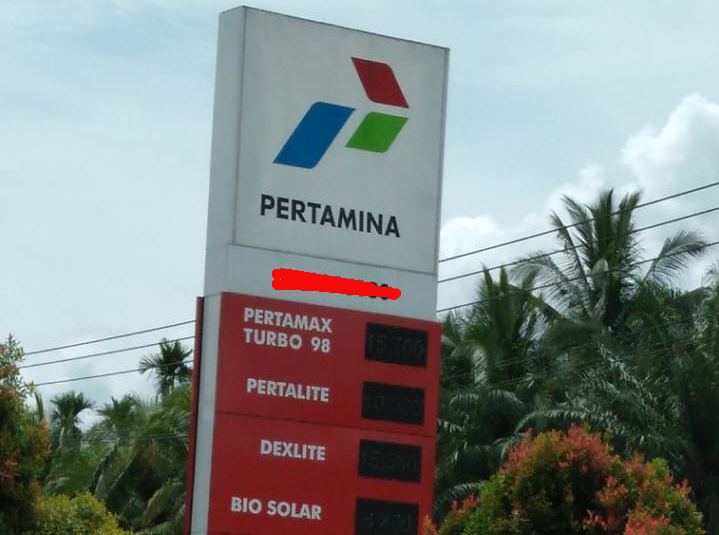 PERTAMINA
PERTAMAX
TURBO 98
PERTALITE
DEXLITE
BIO SOLAR